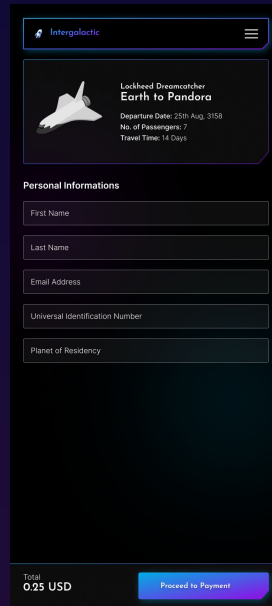 Intergalactic
Lockheed Dreamcatcher
Earth to Pandora
Departure Date: 25th Aug, 3158
No. of Passengers: 7
Travel Time: 14 Days
Personal Informations
First Name
Last Name
Email Address
Universal Identification Number
Planet of Residency
Total
0.25 USD
Proceed to Payment